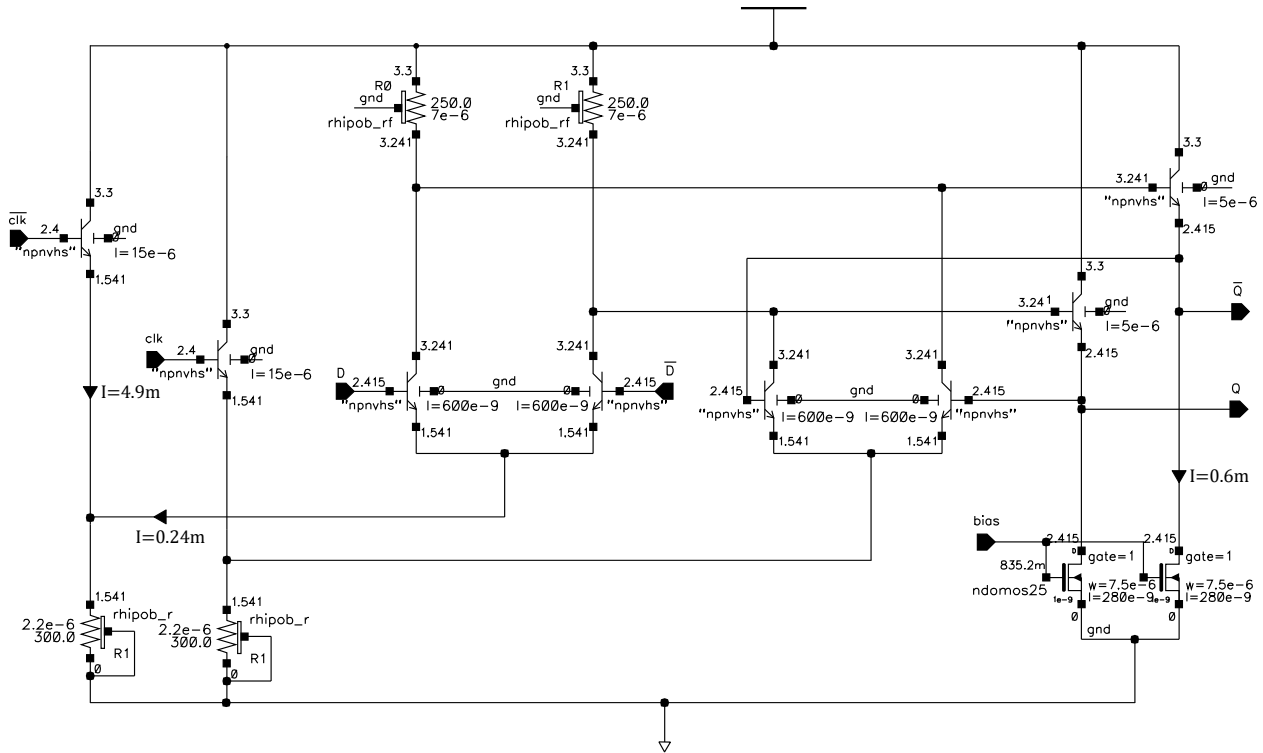 3.3
R0
gnd
250.0
7e-6
rhipob_rf
3.241
3.3
R1
gnd
250.0
7e-6
rhipob_rf
3.241
3.3
3.241
0 gnd
"npnvhs"
l=5e-6
2.415
3.3
clk
2.4
0 gnd
"npnvhs"
l=15e-6
1.541
3.3
3.241
gnd
"npnvhs"
l=5e-6
2.415
Q
3.3
clk
2.4
0 gnd
"npnvhs"
l=15e-6
1.541
I=4.9m
3.241
3.241
D
2.415
0
gnd
0
2.415
D
"npnvhs"
l=600e-9
l=600e-9
"npnvhs"
1.541
1.541
3.241
3.241
2.415
0
gnd
0
2.415
"npnvhs"
l=600e-9
l=600e-9
"npnvhs"
1.541
1.541
Q
I=0.6m
I=0.24m
bias
2.415
D
gate=1
2.415
D
gate=1
835.2m
ndomos25
1e-9
w=7.5e-6
l=280e-9
1e-9
w=7.5e-6
l=280e-9
0
0
gnd
1.541
rhipob_r
2.2e-6
300.0
R1
0
1.541
rhipob_r
2.2e-6
300.0
R1
0